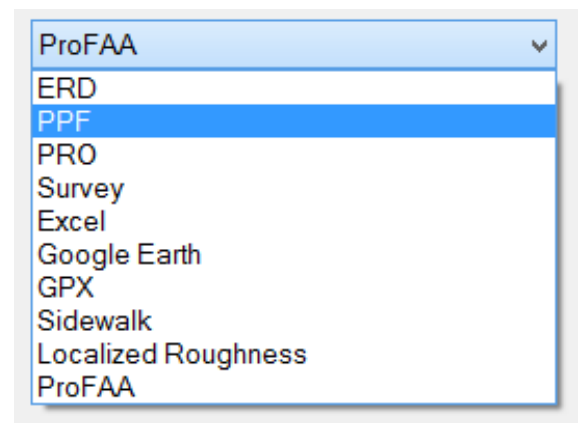 ProFAA
ERD
PPF
PRO
Survey
Excel
Google Earth
GPX
Sidewalk
Localized Roughness
ProFAA